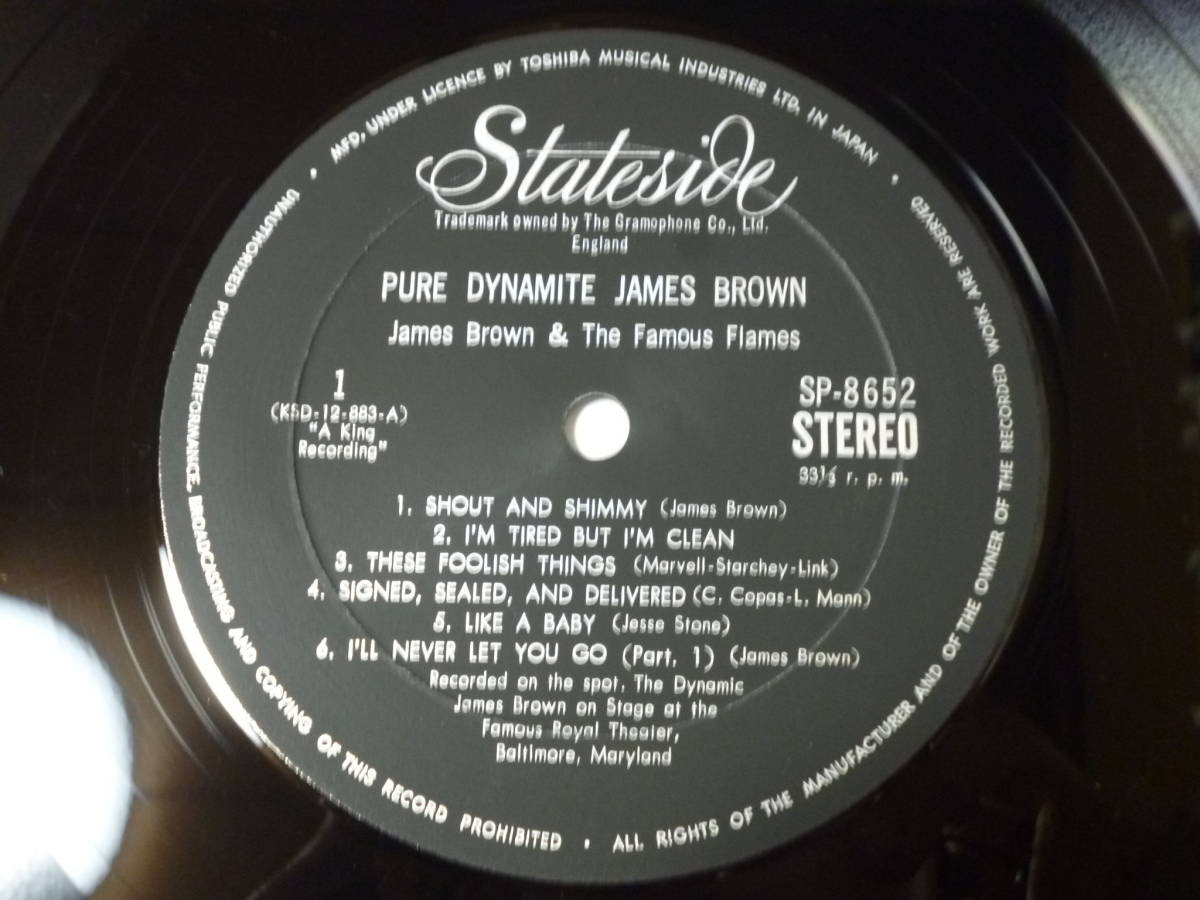 MFD, UNDER LICENCE BY TOSHIBA MUSICAL INDUSTRIES LTD. IN JAPAN •
Stateside
Trademark owned by The Gramophone Co., Ltd.
England
PURE DYNAMITE JAMES BROWN
James Brown & The Famous Flames
1
(KSD-12-883-A)
"A King
Recording"
SP-8652
STEREO
33⅓ r. p. m.
1. SHOUT AND SHIMMY (James Brown)
2. I'M TIRED BUT I'M CLEAN
3. THESE FOOLISH THINGS (Marvell-Starchey-Link)
4. SIGNED, SEALED, AND DELIVERED (C. Copas-L. Mann)
5. LIKE A BABY (Jesse Stone)
6. I'LL NEVER LET YOU GO (Part. 1) (James Brown)
Recorded on the spot. The Dynamic
James Brown on Stage at the
Famous Royal Theater,
Baltimore, Maryland
UNAUTHORIZED PUBLIC PERFORMANCE, BROADCASTING AND COPYING OF THIS RECORD PROHIBITED • ALL RIGHTS OF THE MANUFACTURER AND OF THE OWNER OF THE RECORDED WORK ARE RESERVED •